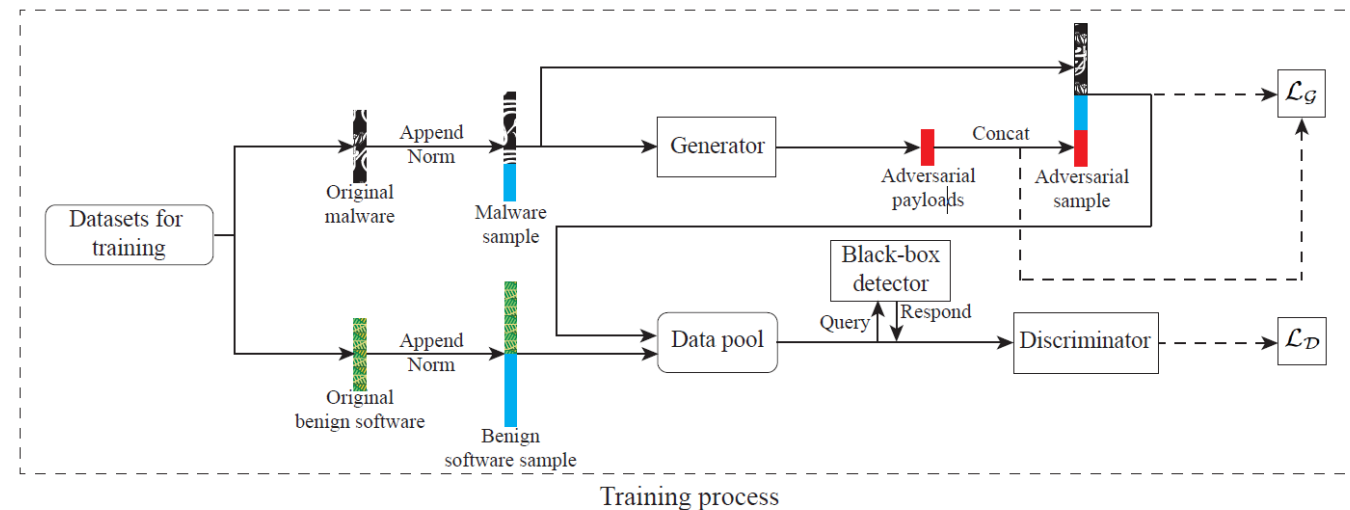 Datasets for
training
Original
malware
Append
Norm
Malware
sample
Generator
Adversarial
payloads
Concat
Adversarial
sample
ℒ𝒢
Original
benign software
Append
Norm
Benign
software sample
Data pool
Black-box
detector
Query
Respond
Discriminator
ℒ𝒟
Training process